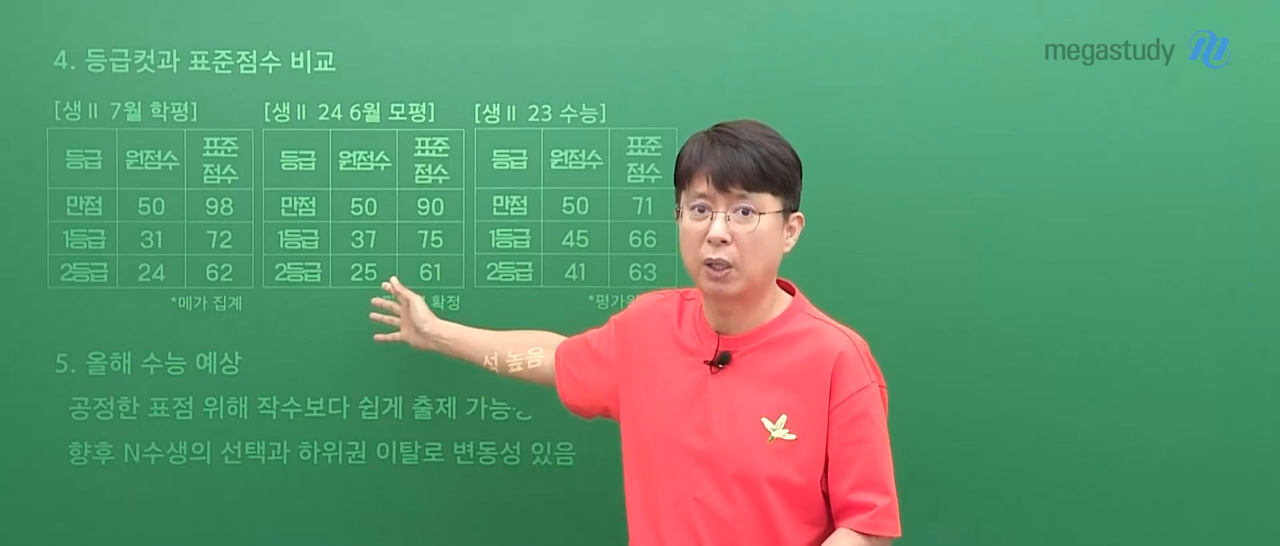 megastudy
4. 등급컷과 표준점수 비교
[생Ⅱ 7월 학평] [생Ⅱ 24 6월 모평] [생Ⅱ 23 수능]
등급 원점수 표준점수 등급 원점수 표준점수 등급 원점수 표준점수
만점 50 98 만점 50 90 만점 50 71
1등급 31 72 1등급 37 75 1등급 45 66
2등급 24 62 2등급 25 61 2등급 41 63
*메가 집계 확정
5. 올해 수능 예상
공정한 표점 위해 작수보다 쉽게 출제 높음
향후 N수생의 선택과 하위권 이탈로 변동성 있음